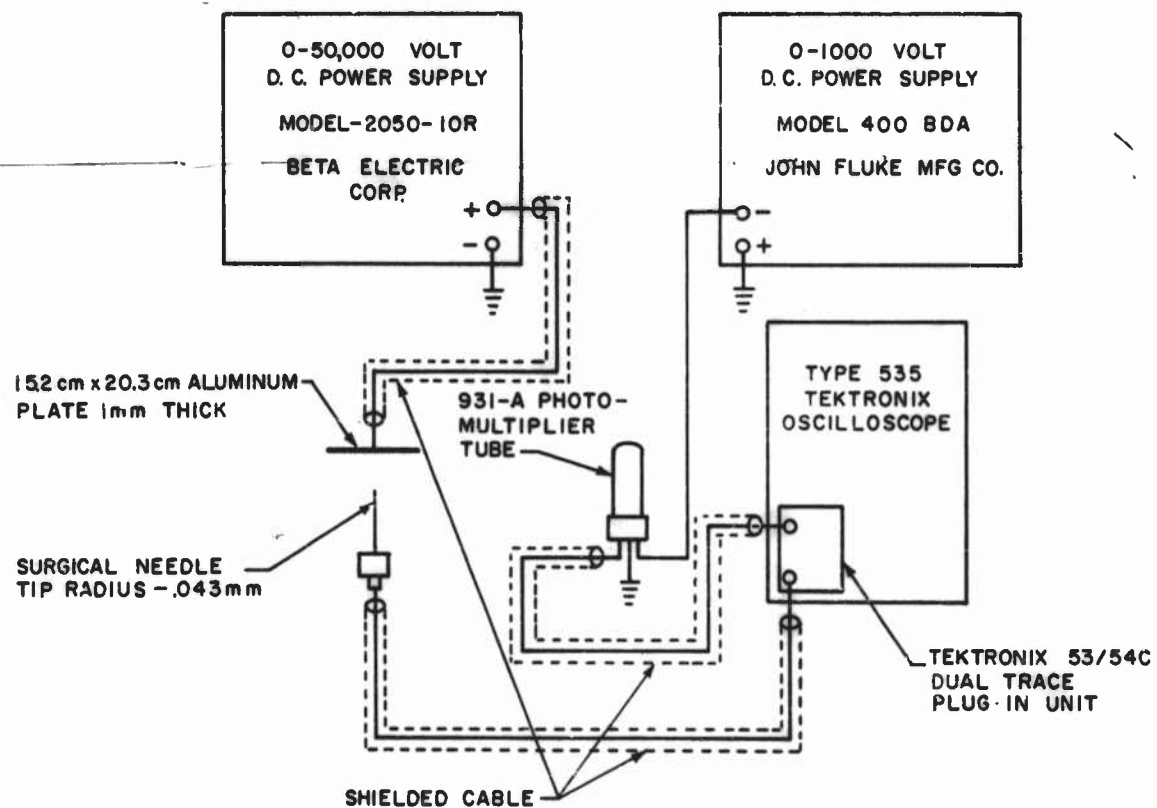 0-50,000 VOLT
D. C. POWER SUPPLY
MODEL-2050-10R
BETA ELECTRIC
CORP.
+
-
0-1000 VOLT
D. C. POWER SUPPLY
MODEL 400 BDA
JOHN FLUKE MFG CO.
-
+
15.2 cm x 20.3 cm ALUMINUM
PLATE 1mm THICK
931-A PHOTO-
MULTIPLIER
TUBE
TYPE 535
TEKTRONIX
OSCILLOSCOPE
SURGICAL NEEDLE
TIP RADIUS -.043mm
TEKTRONIX 53/54C
DUAL TRACE
PLUG-IN UNIT
SHIELDED CABLE